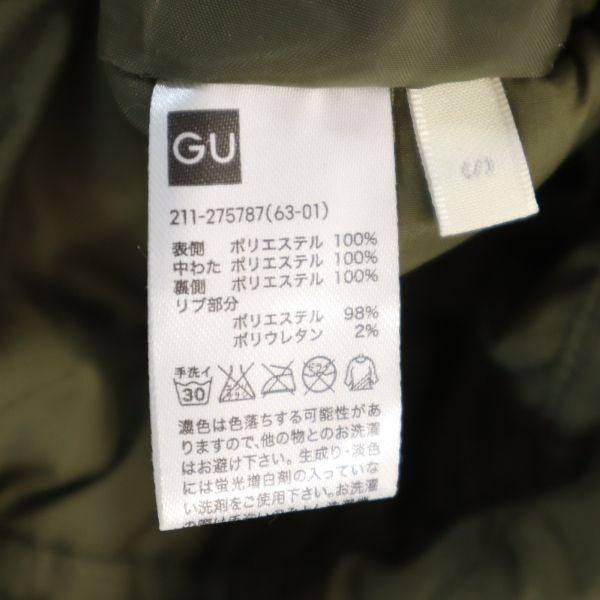 GU
211-275787(63-01)
表側 ポリエステル 100%
中わた ポリエステル 100%
裏側 ポリエステル 100%
リブ部分
ポリエステル 98%
ポリウレタン 2%
手洗イ
30
濃色は色落ちする可能性があ
りますので、他の物とのお洗濯
はお避け下さい。生成り・淡色
には蛍光増白剤の入っていな
い洗剤をご使用下さい。お洗濯
S